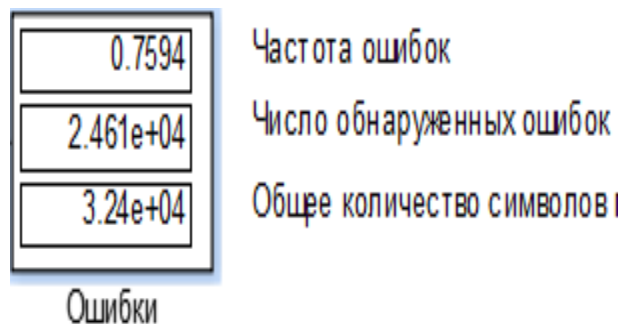 0.7594 Частота ошибок
2.461e+04 Число обнаруженных ошибок
3.24e+04 Общее количество символов
Ошибки